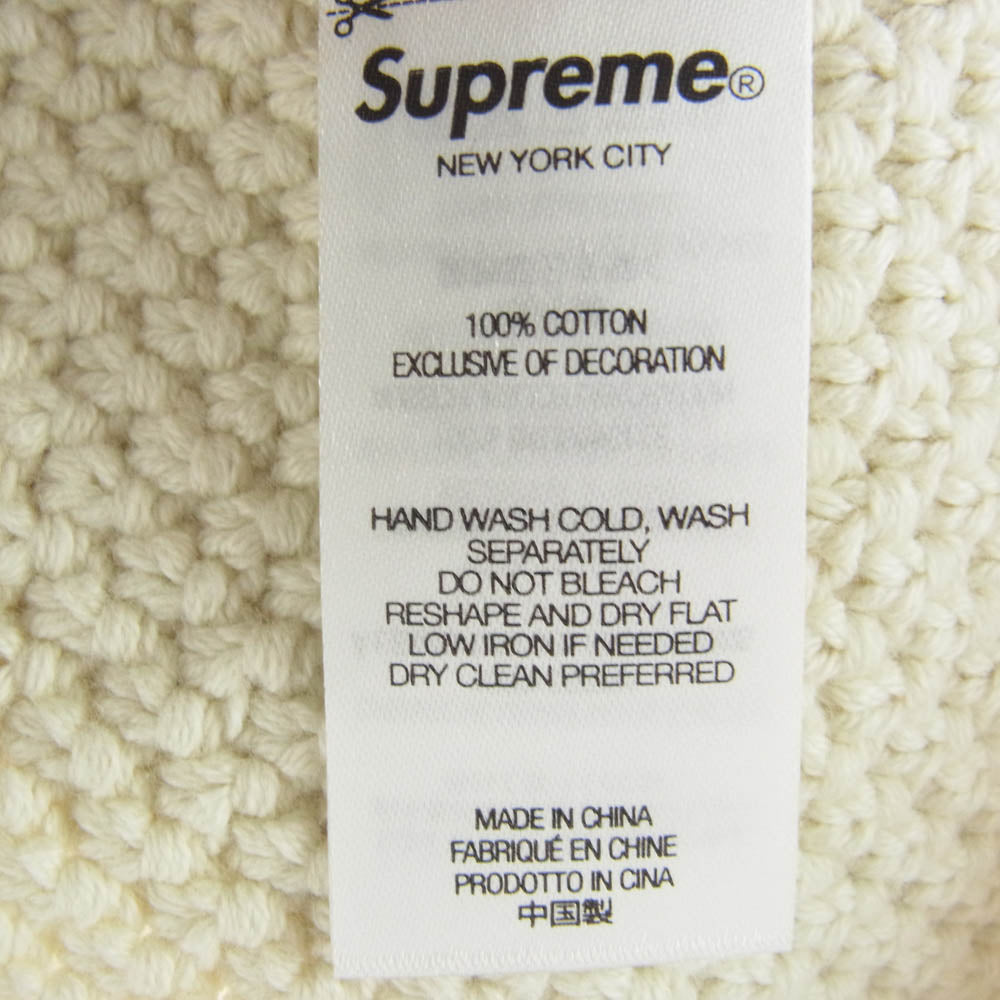 Supreme®
NEW YORK CITY
100% COTTON
EXCLUSIVE OF DECORATION
HAND WASH COLD, WASH
SEPARATELY
DO NOT BLEACH
RESHAPE AND DRY FLAT
LOW IRON IF NEEDED
DRY CLEAN PREFERRED
MADE IN CHINA
FABRIQUÉ EN CHINE
PRODOTTO IN CINA
中国製